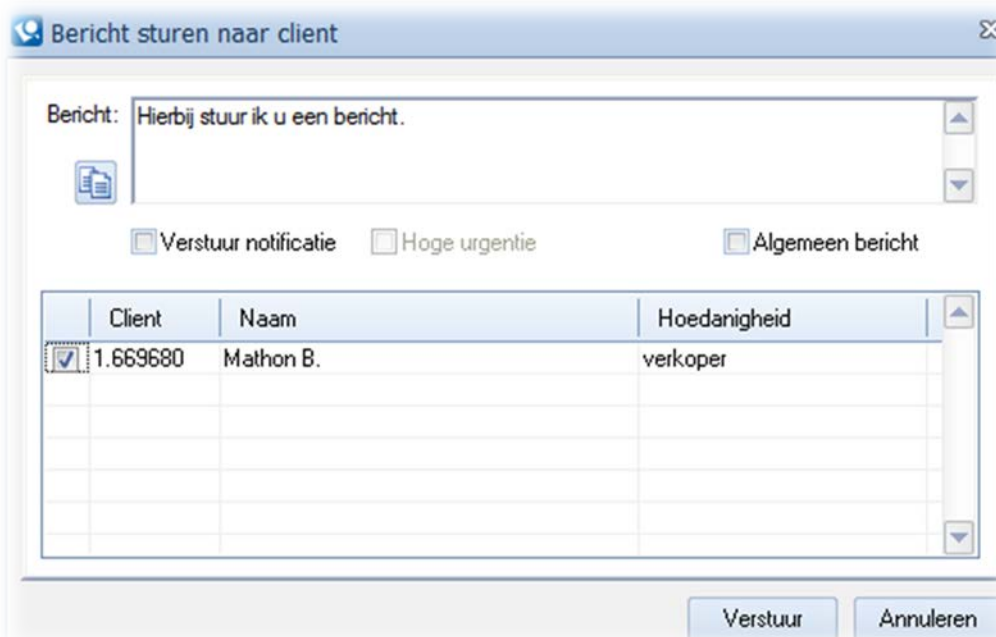 Bericht sturen naar client
Bericht: Hierbij stuur ik u een bericht.
Verstuur notificatie Hoge urgentie Algemeen bericht
Client Naam Hoedanigheid
1.669680 Mathon B. verkoper
Verstuur Annuleren